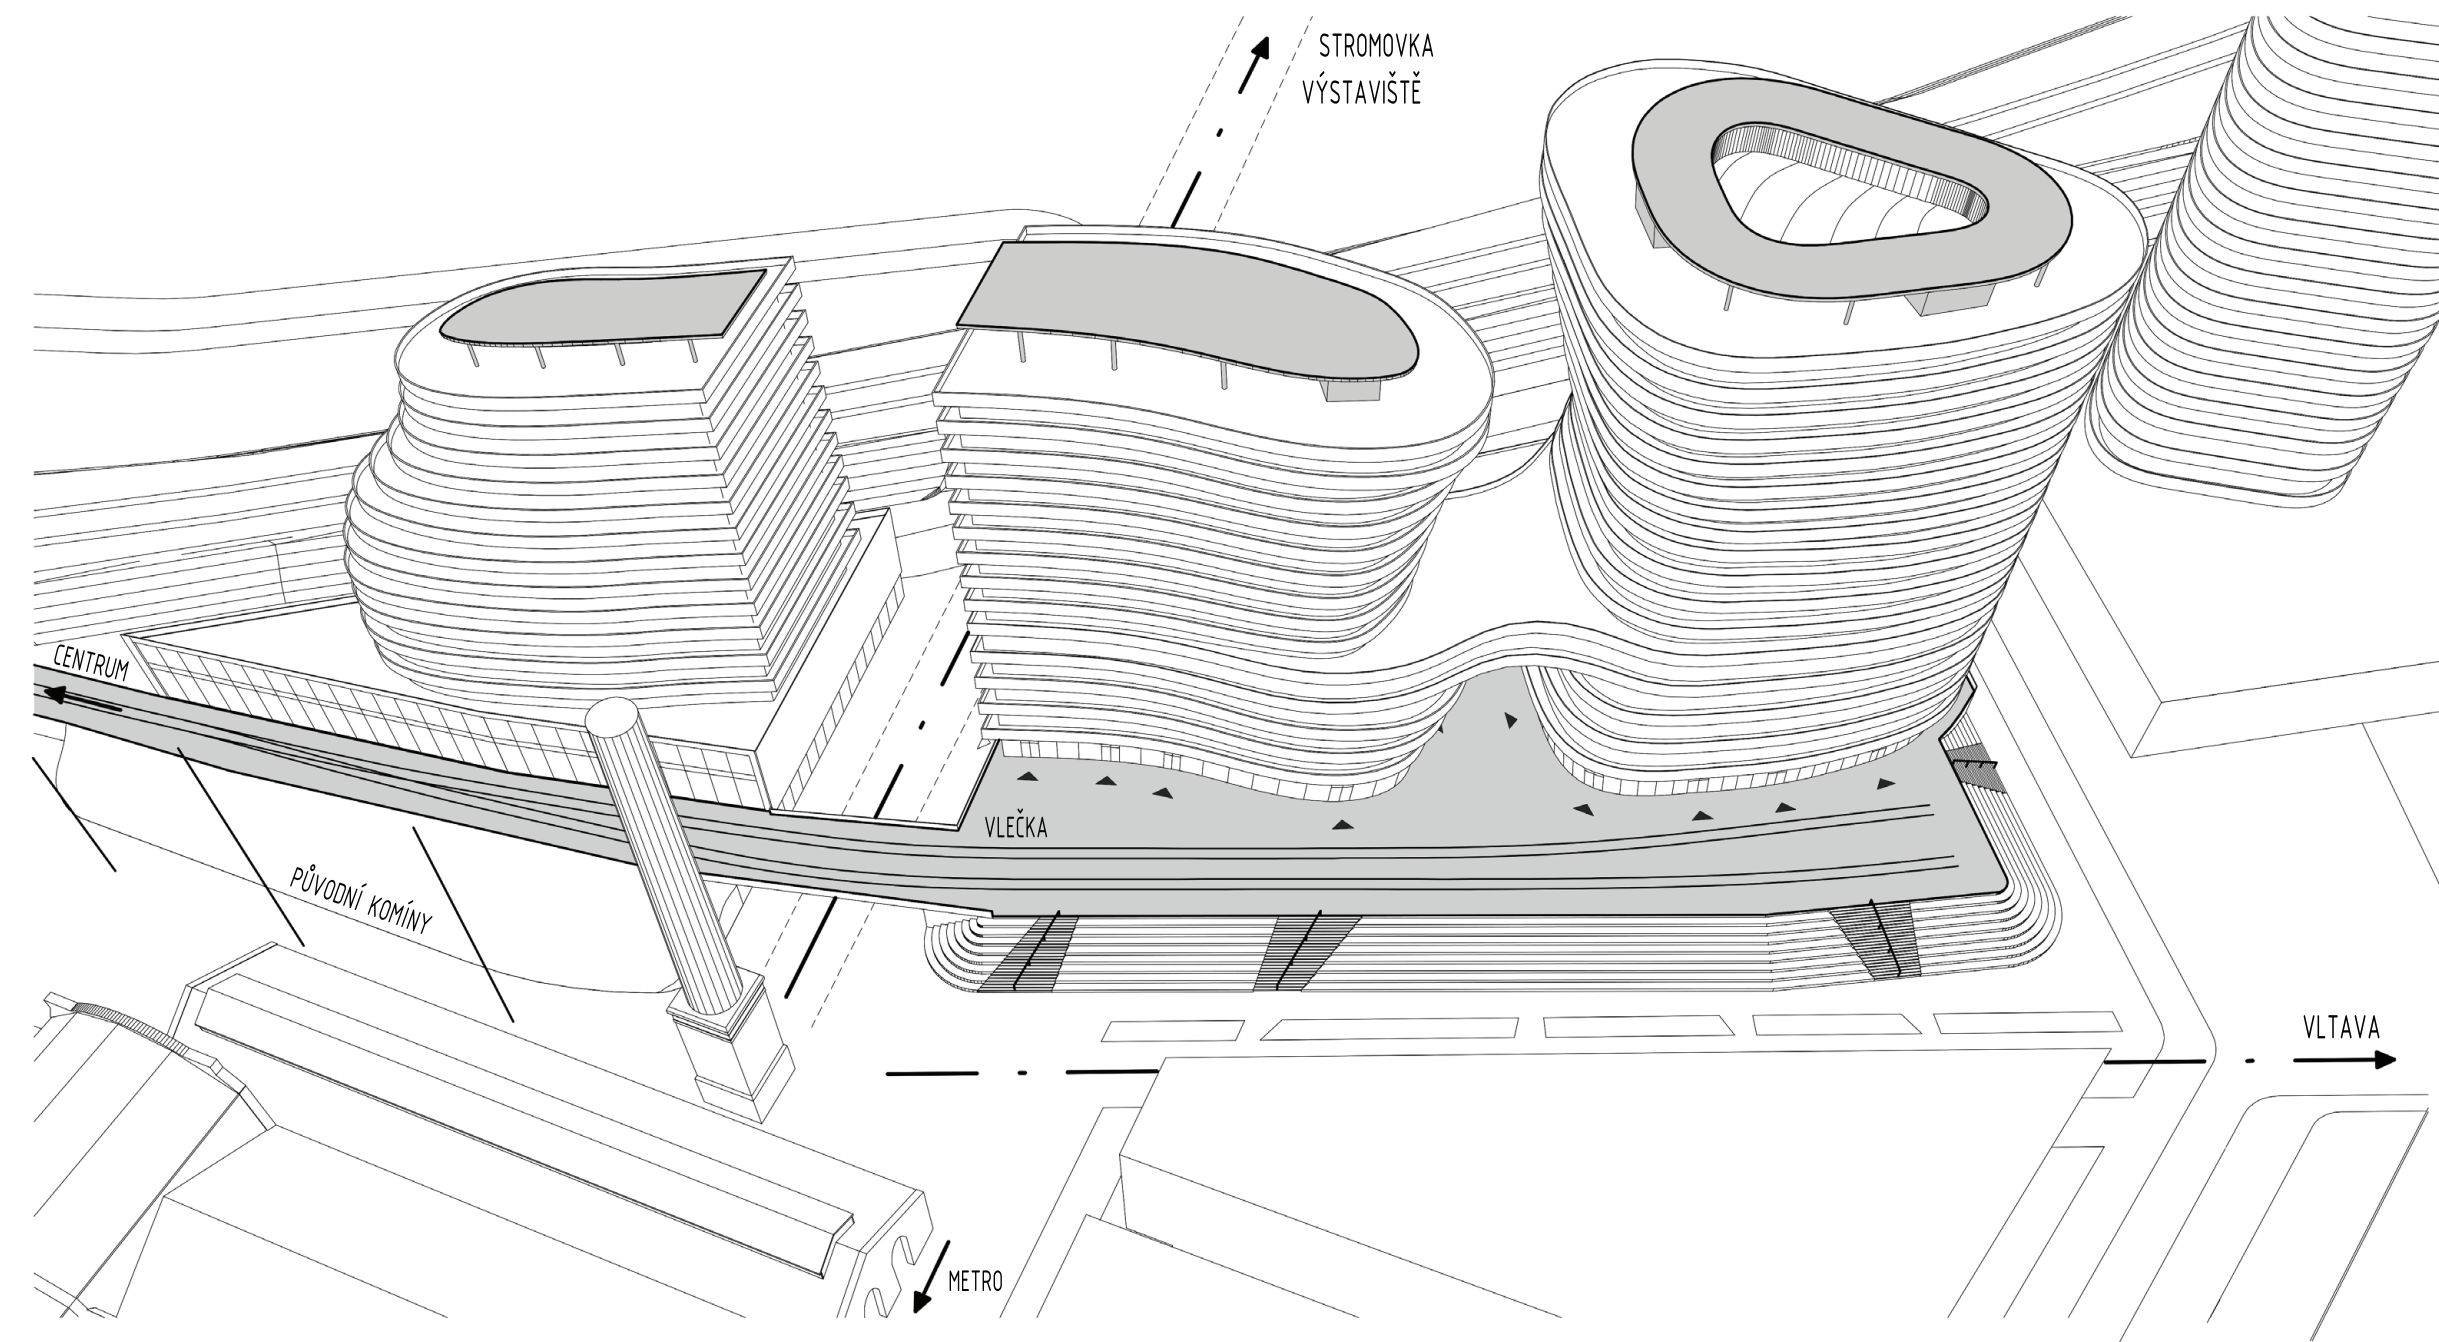 STROMOVKA
VÝSTAVIŠTĚ
CENTRUM
VLEČKA
PŮVODNÍ KOMÍNY
VLTAVA
METRO